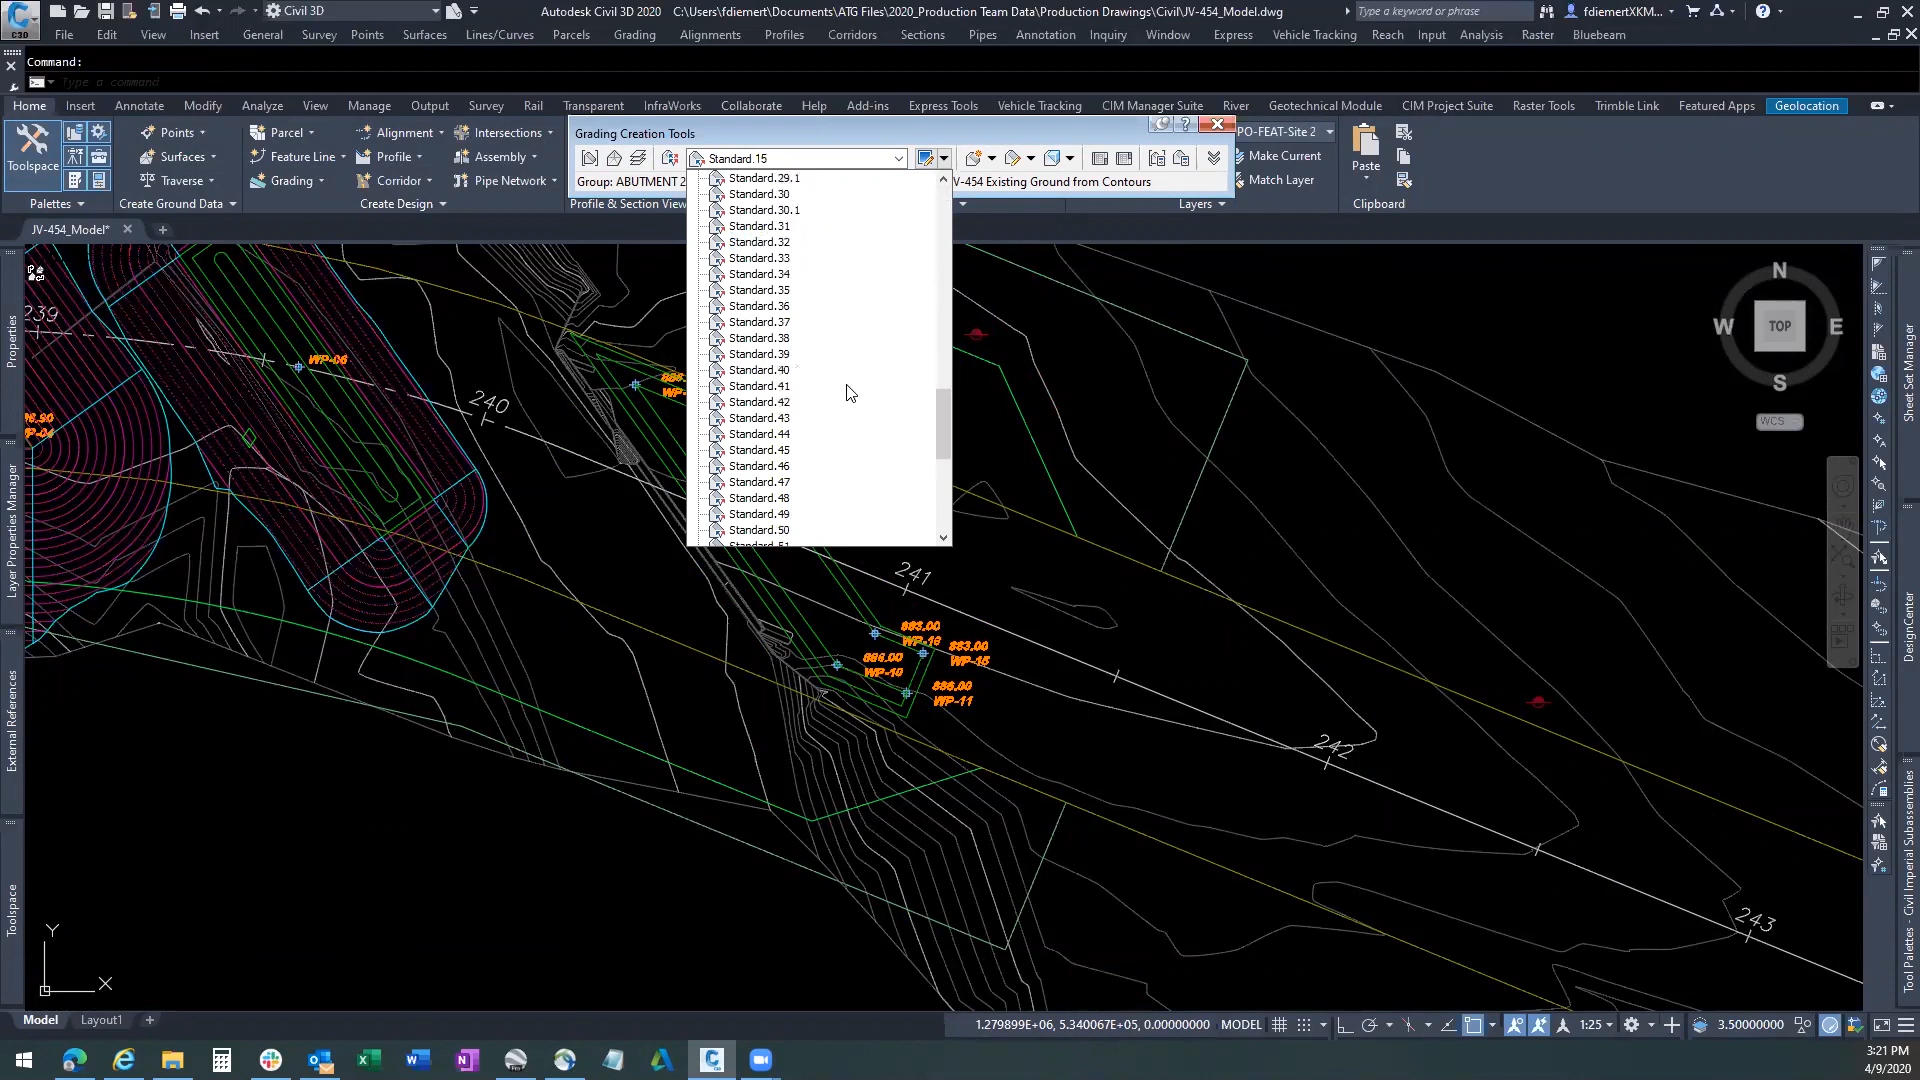 Civil 3D
Autodesk Civil 3D 2020 C:\Users\fdiemert\Documents\ATG Files\2020_Production Team Data\Production Drawings\Civil\JV-454_Model.dwg
Type a keyword or phrase
fdiemertXKM...
C3D
File Edit View Insert General Survey Points Surfaces Lines/Curves Parcels Grading Alignments Profiles Corridors Sections Pipes Annotation Inquiry Window Express Vehicle Tracking Reach Input Analysis Raster Bluebeam
Command:
Type a command
Home Insert Annotate Modify Analyze View Manage Output Survey Rail Transparent InfraWorks Collaborate Help Add-ins Express Tools Vehicle Tracking CIM Manager Suite River Geotechnical Module CIM Project Suite Raster Tools Trimble Link Featured Apps Geolocation
Toolspace
Points
Surfaces
Traverse
Parcel
Feature Line
Grading
Alignment
Profile
Corridor
Intersections
Assembly
Pipe Network
Grading Creation Tools
Standard.15
Group: ABUTMENT 2
V-454 Existing Ground from Contours
PO-FEAT-Site 2
Make Current
Match Layer
Paste
Palettes
Create Ground Data
Create Design
Profile & Section View
Layers
Clipboard
JV-454_Model*
Standard.29.1
Standard.30
Standard.30.1
Standard.31
Standard.32
Standard.33
Standard.34
Standard.35
Standard.36
Standard.37
Standard.38
Standard.39
Standard.40
Standard.41
Standard.42
Standard.43
Standard.44
Standard.45
Standard.46
Standard.47
Standard.48
Standard.49
Standard.50
Standard.51
Properties
Layer Properties Manager
External References
Toolspace
239
WP-06
240
241
883.00
WP-16
883.00
WP-15
886.00
WP-10
886.00
WP-11
242
243
N
W
TOP
E
S
WCS
Sheet Set Manager
DesignCenter
Tool Palettes - Civil Imperial Subassemblies
Y
X
Model Layout1
1.279899E+06, 5.340067E+05, 0.00000000 MODEL
1:25
3.50000000
3:21 PM
4/9/2020